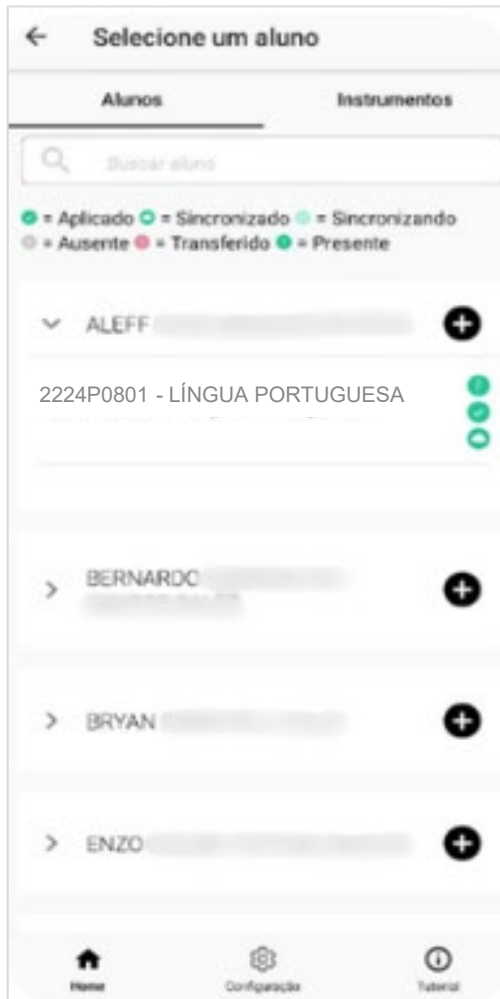 Selecione um aluno
Alunos
Instrumentos
Buscar aluno
= Aplicado = Sincronizado = Sincronizando
= Ausente = Transferido = Presente
ALEFF
2224P0801 - LÍNGUA PORTUGUESA
BERNARDO
BRYAN
ENZO
Home
Configuração
Tutorial